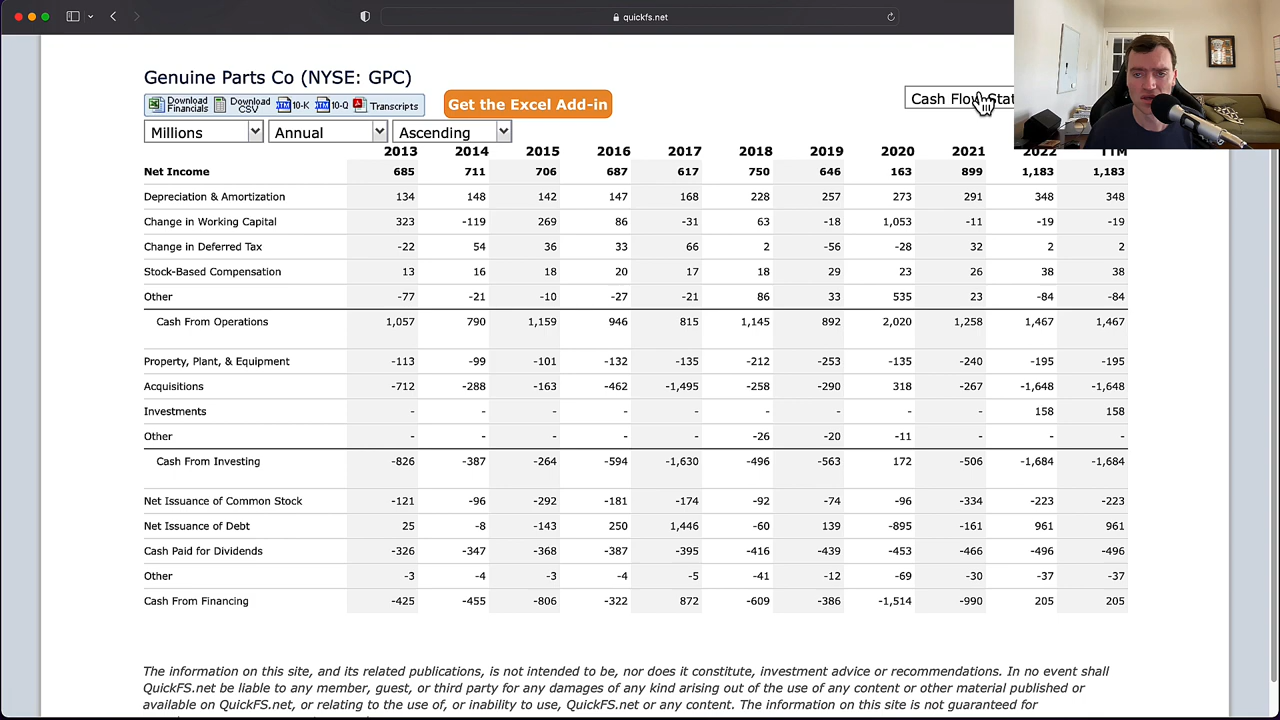 quickfs.net
Genuine Parts Co (NYSE: GPC)
Download Financials Download CSV 10-K 10-Q Transcripts
Get the Excel Add-in
Cash Flow Stat
Millions Annual Ascending
2013 2014 2015 2016 2017 2018 2019 2020 2021 2022 TTM
Net Income 685 711 706 687 617 750 646 163 899 1,183 1,183
Depreciation & Amortization 134 148 142 147 168 228 257 273 291 348 348
Change in Working Capital 323 -119 269 86 -31 63 -18 1,053 -11 -19 -19
Change in Deferred Tax -22 54 36 33 66 2 -56 -28 32 2 2
Stock-Based Compensation 13 16 18 20 17 18 29 23 26 38 38
Other -77 -21 -10 -27 -21 86 33 535 23 -84 -84
Cash From Operations 1,057 790 1,159 946 815 1,145 892 2,020 1,258 1,467 1,467
Property, Plant, & Equipment -113 -99 -101 -132 -135 -212 -253 -135 -240 -195 -195
Acquisitions -712 -288 -163 -462 -1,495 -258 -290 318 -267 -1,648 -1,648
Investments - - - - - - - - - 158 158
Other - - - - - -26 -20 -11 - - -
Cash From Investing -826 -387 -264 -594 -1,630 -496 -563 172 -506 -1,684 -1,684
Net Issuance of Common Stock -121 -96 -292 -181 -174 -92 -74 -96 -334 -223 -223
Net Issuance of Debt 25 -8 -143 250 1,446 -60 139 -895 -161 961 961
Cash Paid for Dividends -326 -347 -368 -387 -395 -416 -439 -453 -466 -496 -496
Other -3 -4 -3 -4 -5 -41 -12 -69 -30 -37 -37
Cash From Financing -425 -455 -806 -322 872 -609 -386 -1,514 -990 205 205
The information on this site, and its related publications, is not intended to be, nor does it constitute, investment advice or recommendations. In no event shall
QuickFS.net be liable to any member, guest, or third party for any damages of any kind arising out of the use of any content or other material published or
available on QuickFS.net, or relating to the use of, or inability to use, QuickFS.net or any content. The information on this site is not guaranteed for